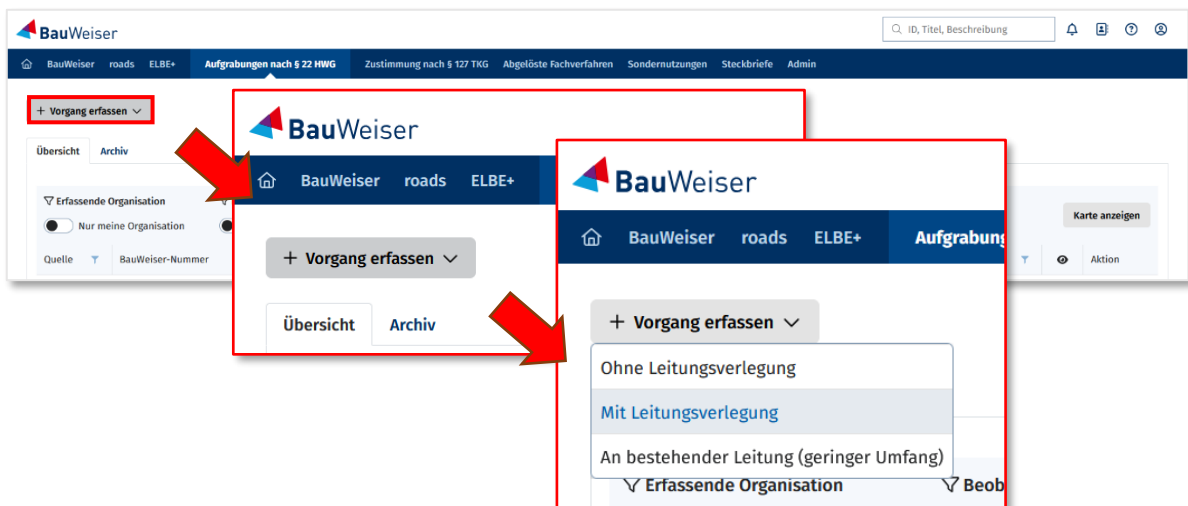 BauWeiser
ID, Titel, Beschreibung
BauWeiser roads ELBE+ Aufgrabungen nach § 22 HWG Zustimmung nach § 127 TKG Abgelöste Fachverfahren Sondernutzungen Steckbriefe Admin
+ Vorgang erfassen
Übersicht Archiv
Erfassende Organisation
Nur meine Organisation
Karte anzeigen
Quelle BauWeiser-Nummer
Aktion
BauWeiser
BauWeiser roads ELBE+
+ Vorgang erfassen
Übersicht Archiv
BauWeiser
BauWeiser roads ELBE+ Aufgrabung
+ Vorgang erfassen
Ohne Leitungsverlegung
Mit Leitungsverlegung
An bestehender Leitung (geringer Umfang)
Erfassende Organisation Beob